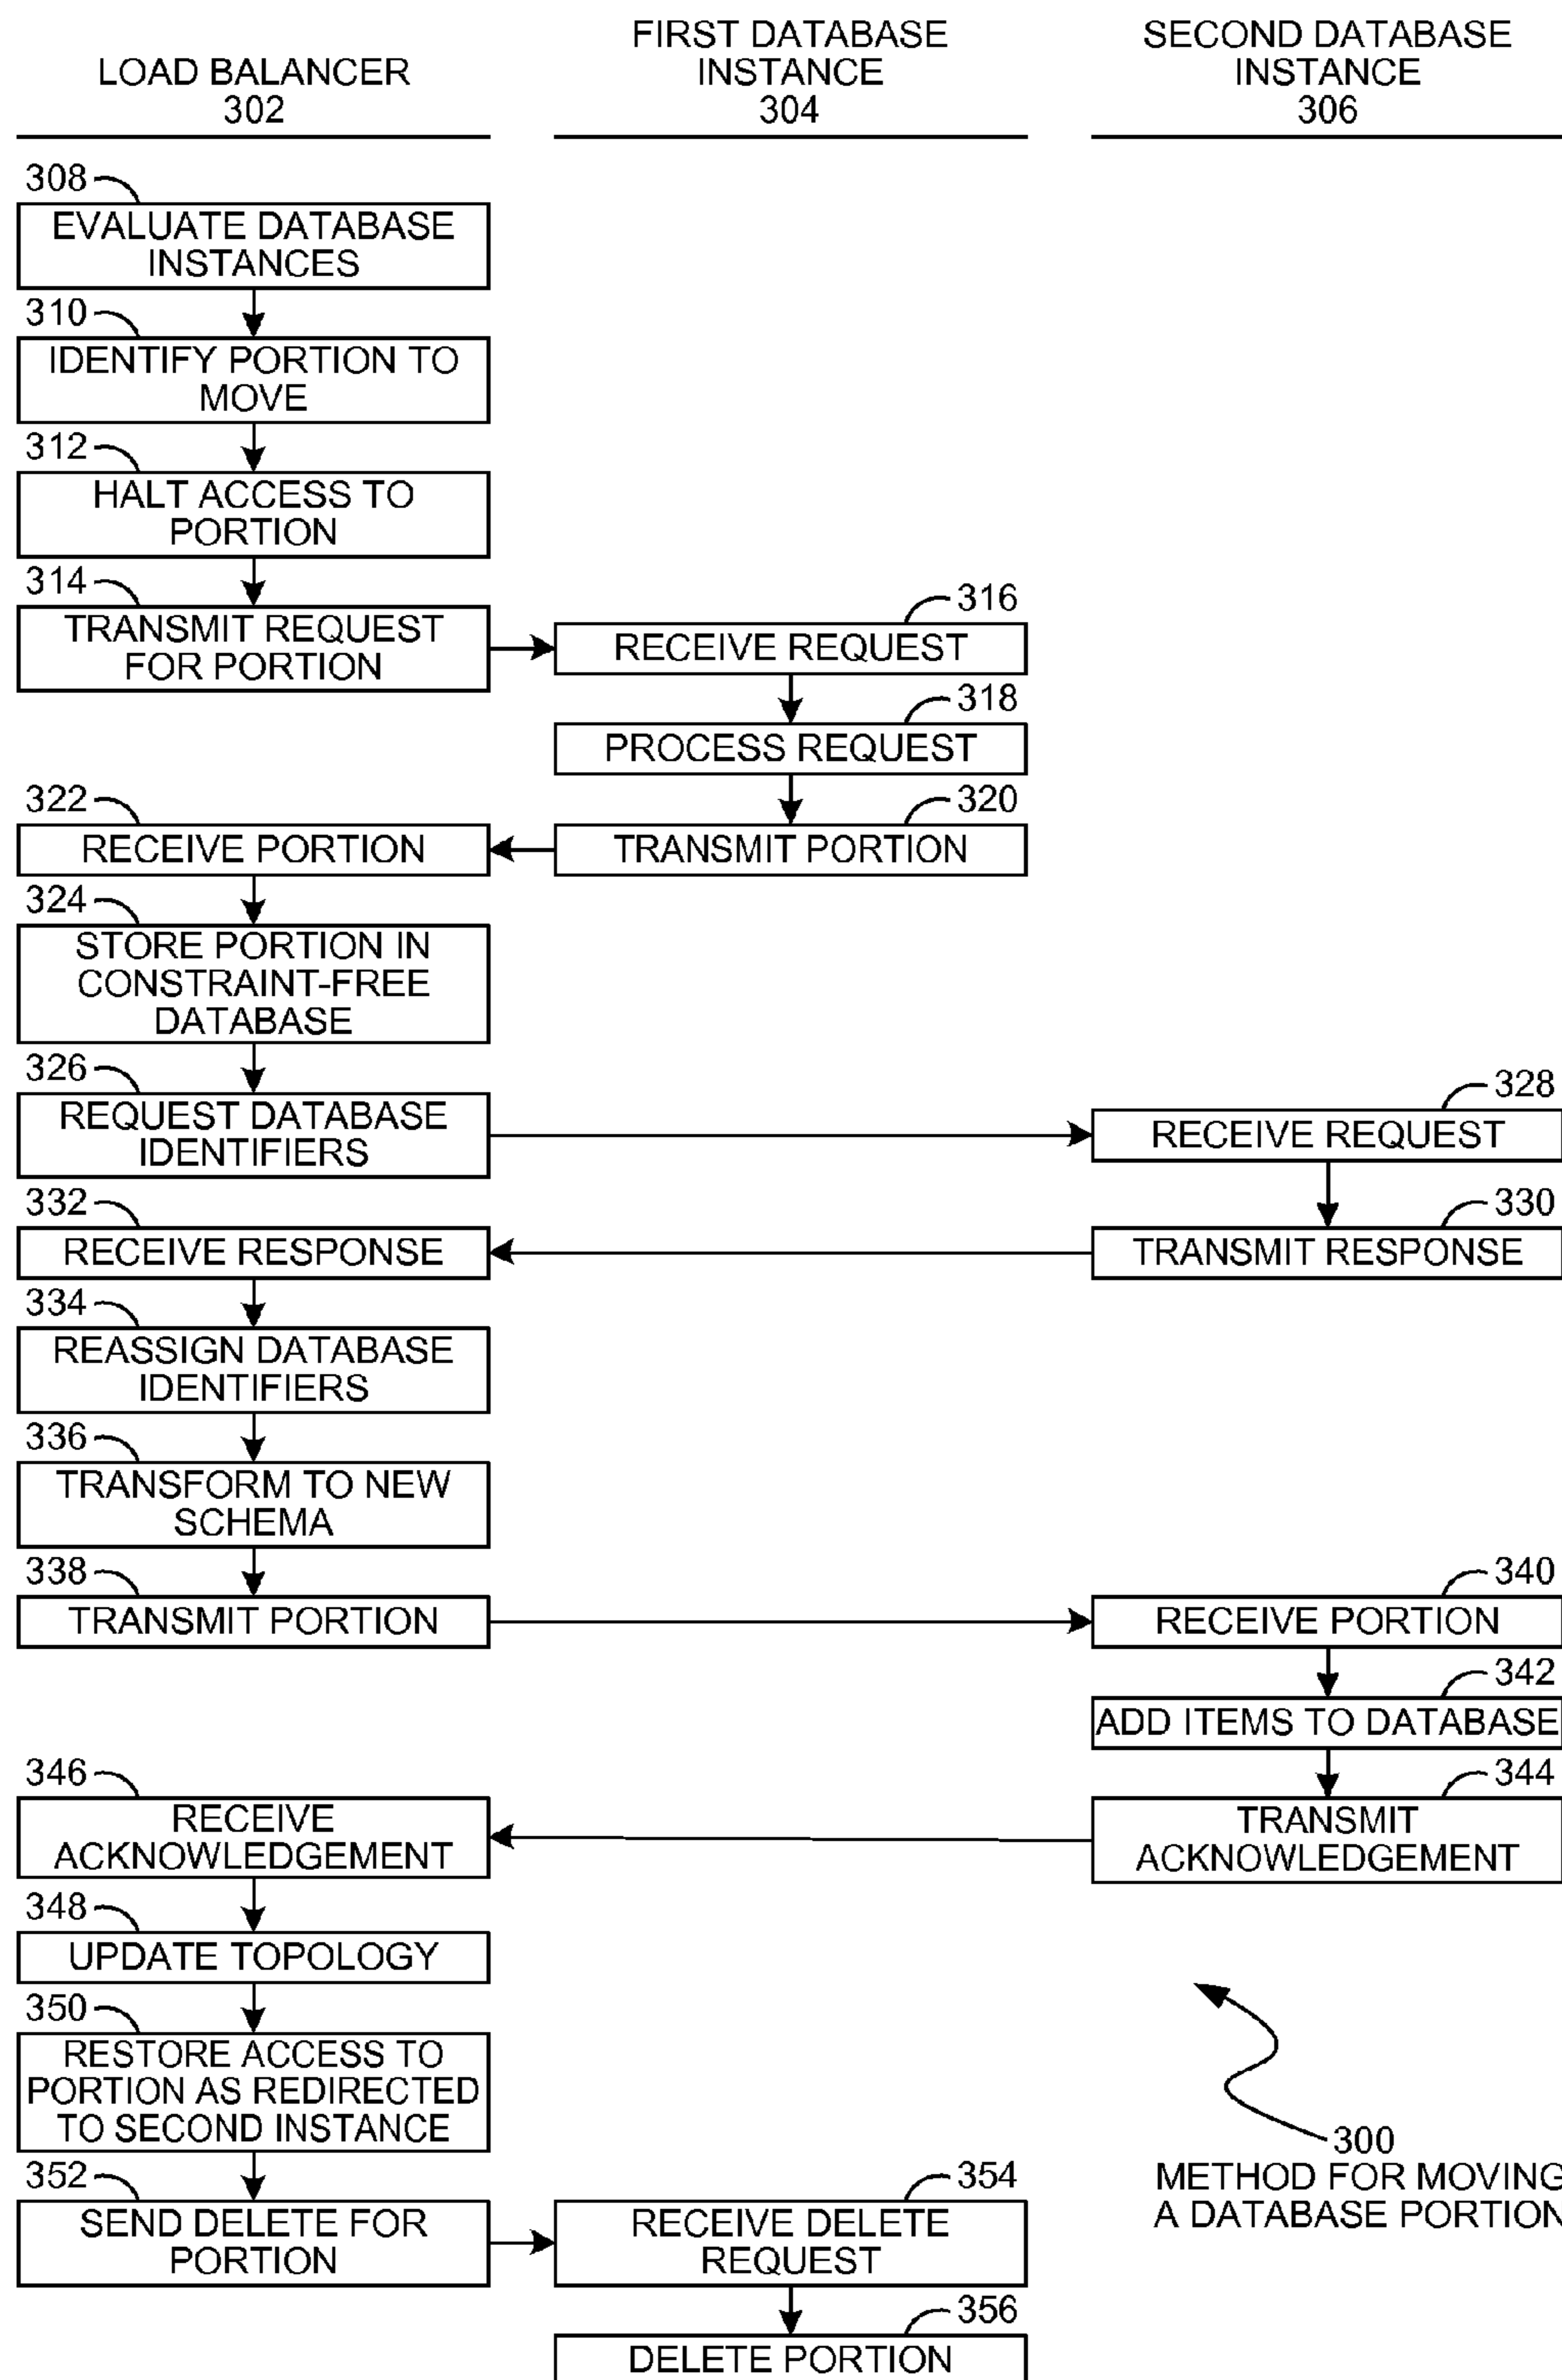 LOAD BALANCER
302
FIRST DATABASE
INSTANCE
304
SECOND DATABASE
INSTANCE
306
308
EVALUATE DATABASE
INSTANCES
310
IDENTIFY PORTION TO
MOVE
312
HALT ACCESS TO
PORTION
314
TRANSMIT REQUEST
FOR PORTION
316
RECEIVE REQUEST
318
PROCESS REQUEST
320
TRANSMIT PORTION
322
RECEIVE PORTION
324
STORE PORTION IN
CONSTRAINT-FREE
DATABASE
326
REQUEST DATABASE
IDENTIFIERS
328
RECEIVE REQUEST
330
TRANSMIT RESPONSE
332
RECEIVE RESPONSE
334
REASSIGN DATABASE
IDENTIFIERS
336
TRANSFORM TO NEW
SCHEMA
338
TRANSMIT PORTION
340
RECEIVE PORTION
342
ADD ITEMS TO DATABASE
344
TRANSMIT
ACKNOWLEDGEMENT
346
RECEIVE
ACKNOWLEDGEMENT
348
UPDATE TOPOLOGY
350
RESTORE ACCESS TO
PORTION AS REDIRECTED
TO SECOND INSTANCE
352
SEND DELETE FOR
PORTION
354
RECEIVE DELETE
REQUEST
356
DELETE PORTION
300
METHOD FOR MOVING
A DATABASE PORTION